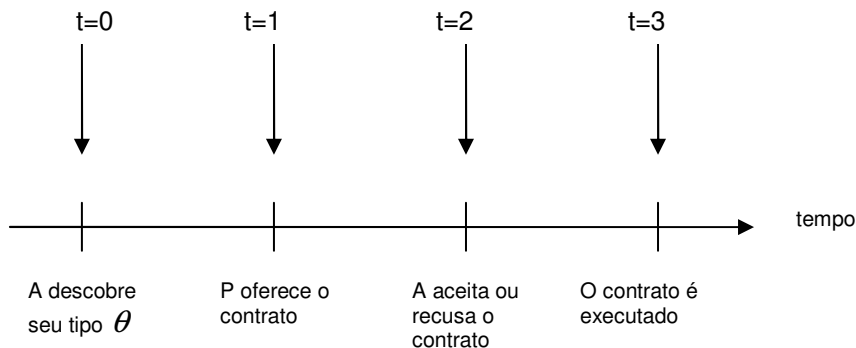 t=0 t=1 t=2 t=3
tempo
A descobre
seu tipo θ
P oferece o
contrato
A aceita ou
recusa o
contrato
O contrato é
executado